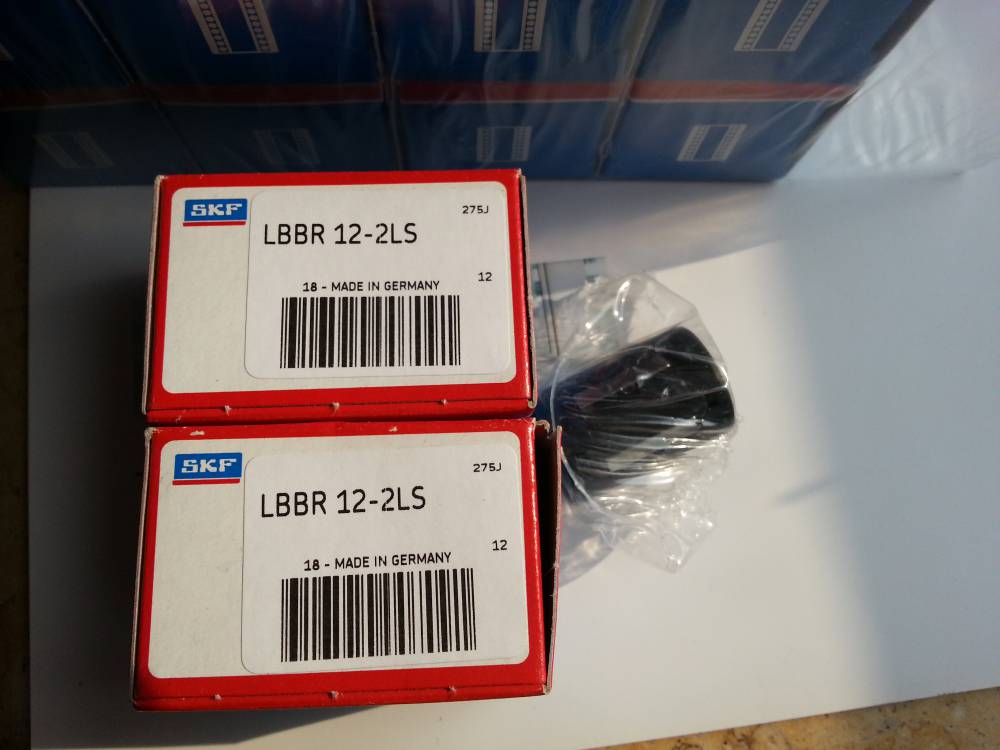 SKF
275J
LBBR 12-2LS
12
18 - MADE IN GERMANY
SKF
275J
LBBR 12-2LS
12
18 - MADE IN GERMANY